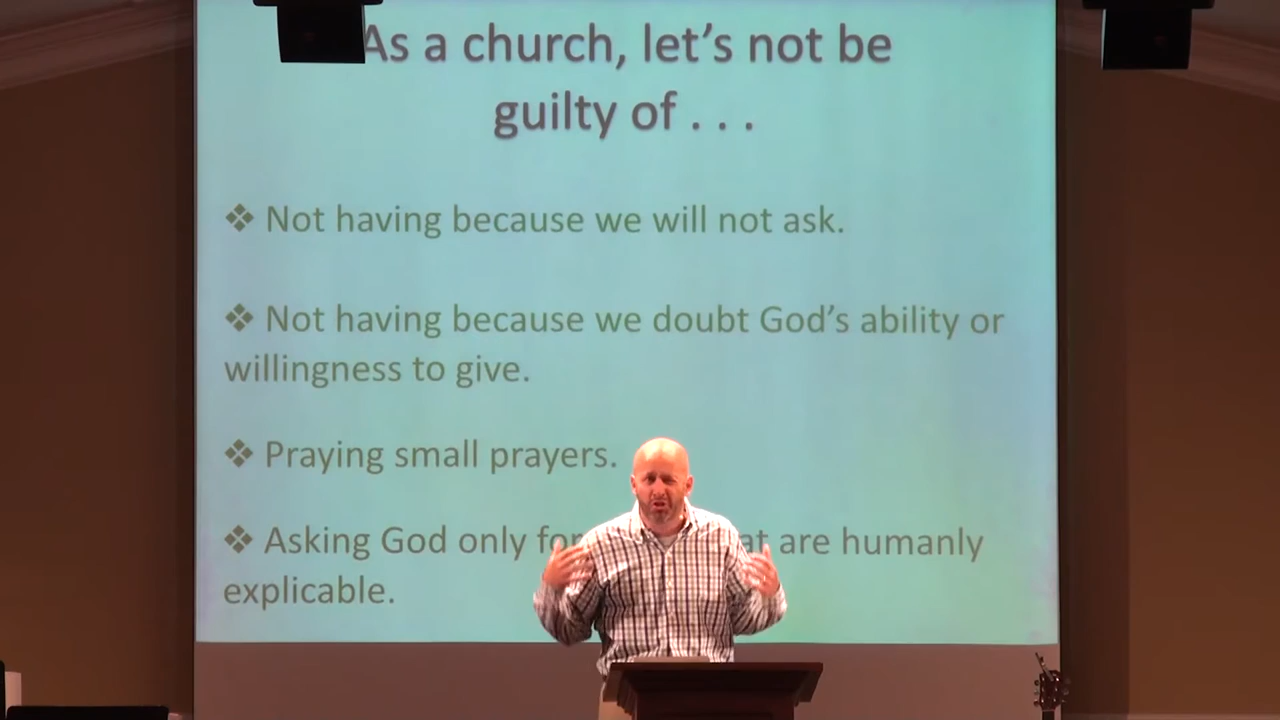 As a church, let's not be
guilty of . . .
❖ Not having because we will not ask.
❖ Not having because we doubt God's ability or
willingness to give.
❖ Praying small prayers.
❖ Asking God only for are humanly
explicable.